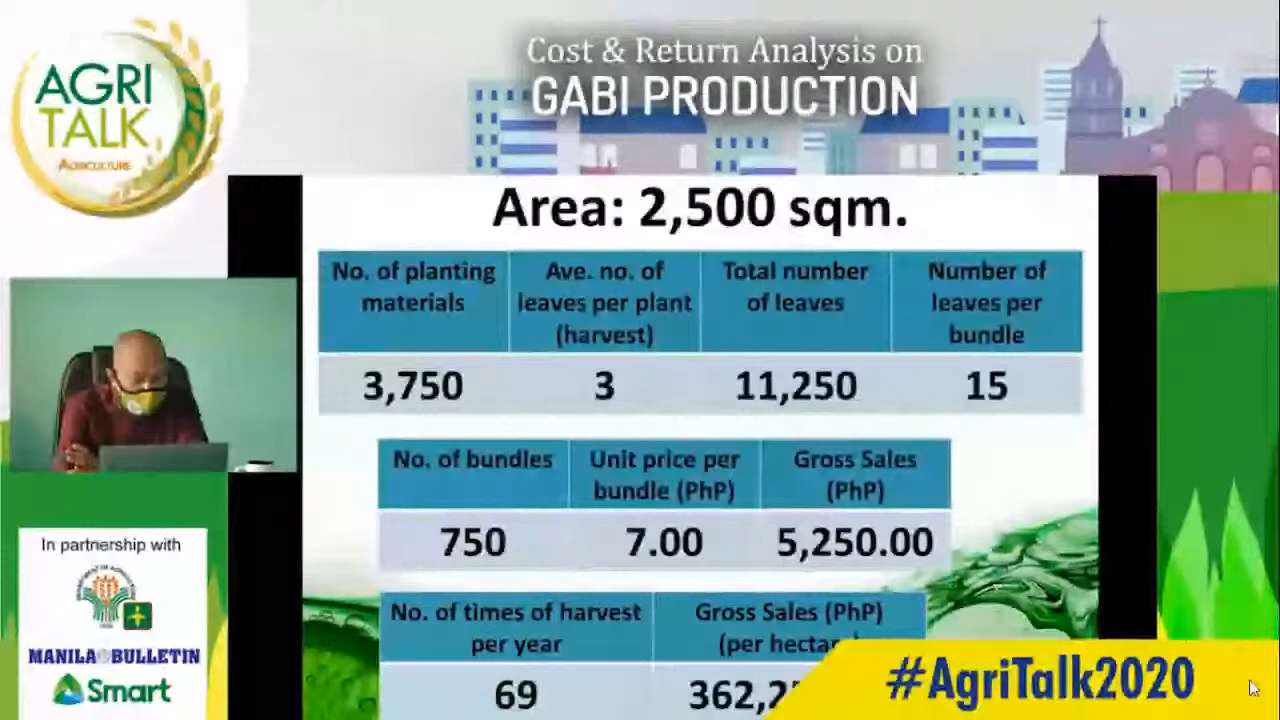 Cost & Return Analysis on
GABI PRODUCTION
AGRI
TALK
AGRICULTURE
Area: 2,500 sqm.
No. of planting materials
Ave. no. of leaves per plant (harvest)
Total number of leaves
Number of leaves per bundle
3,750
3
11,250
15
No. of bundles
Unit price per bundle (PhP)
Gross Sales (PhP)
750
7.00
5,250.00
No. of times of harvest per year
Gross Sales (PhP)
69
In partnership with
MANILA BULLETIN
Smart
#AgriTalk2020